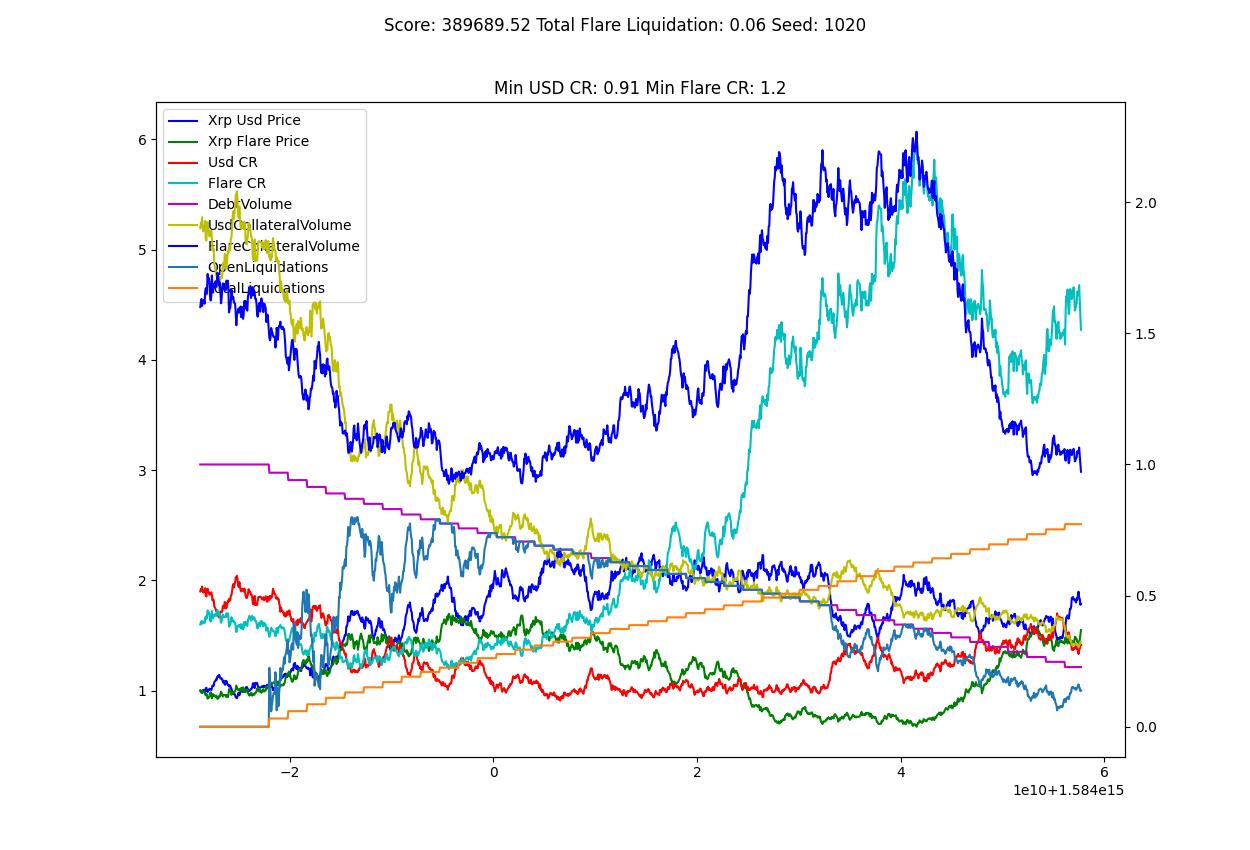 Score: 389689.52 Total Flare Liquidation: 0.06 Seed: 1020
Min USD CR: 0.91 Min Flare CR: 1.2
Xrp Usd Price
Xrp Flare Price
Usd CR
Flare CR
DebtVolume
UsdCollateralVolume
FlareCollateralVolume
OpenLiquidations
TotalLiquidations
6
5
4
3
2
1
2.0
1.5
1.0
0.5
0.0
−2
0
2
4
6
1e10+1.584e15